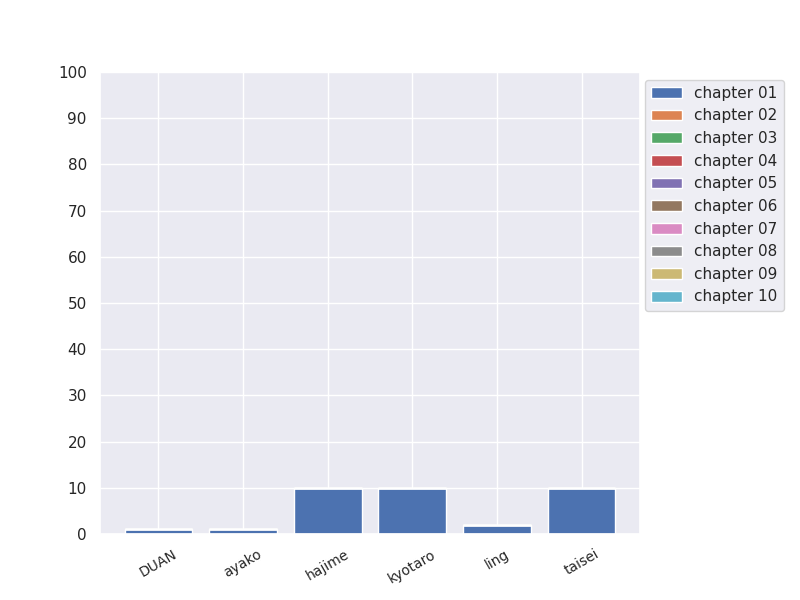 100
90
80
70
60
50
40
30
20
10
0
DUAN
ayako
hajime
kyotaro
ling
taisei
chapter 01
chapter 02
chapter 03
chapter 04
chapter 05
chapter 06
chapter 07
chapter 08
chapter 09
chapter 10